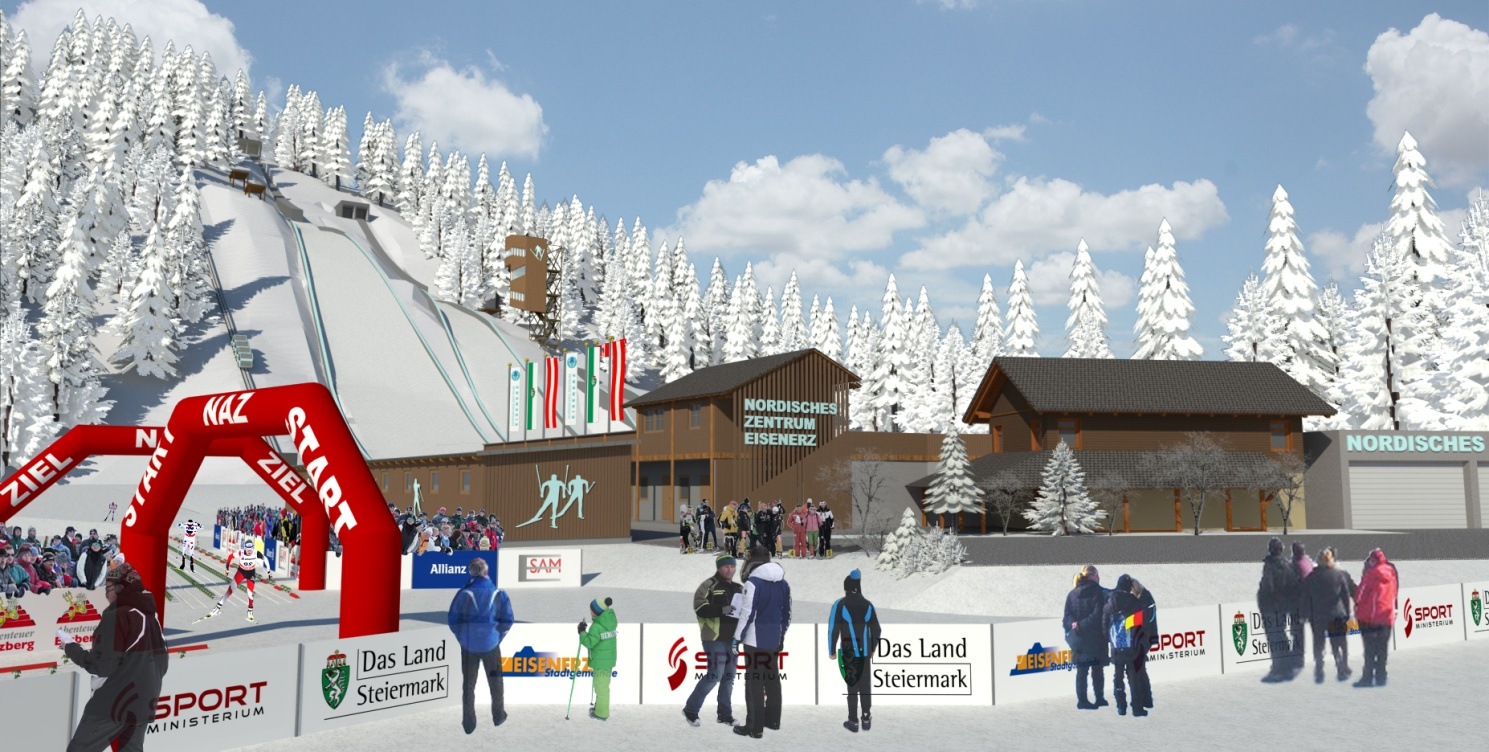 NORDISCHES
ZENTRUM
EISENERZ
NORDISCHES
NAZ
START
START
ZIEL
ZIEL
Allianz
SAM
SPORT
MINISTERIUM
Das Land
Steiermark
EISENERZ
Stadtgemeinde
SPORT
MINISTERIUM
Das Land
Steiermark
EISENERZ
SPORT
MINISTERIUM
Das Land
Steiermark
SPORT
MINISTERIUM